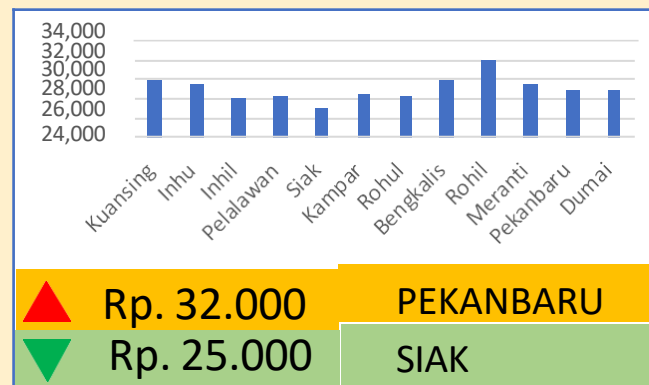 34,000
32,000
30,000
28,000
26,000
24,000
Kuansing
Inhu
Inhil
Pelalawan
Siak
Kampar
Rohul
Bengkalis
Rohil
Meranti
Pekanbaru
Dumai
Rp. 32.000 PEKANBARU
Rp. 25.000 SIAK